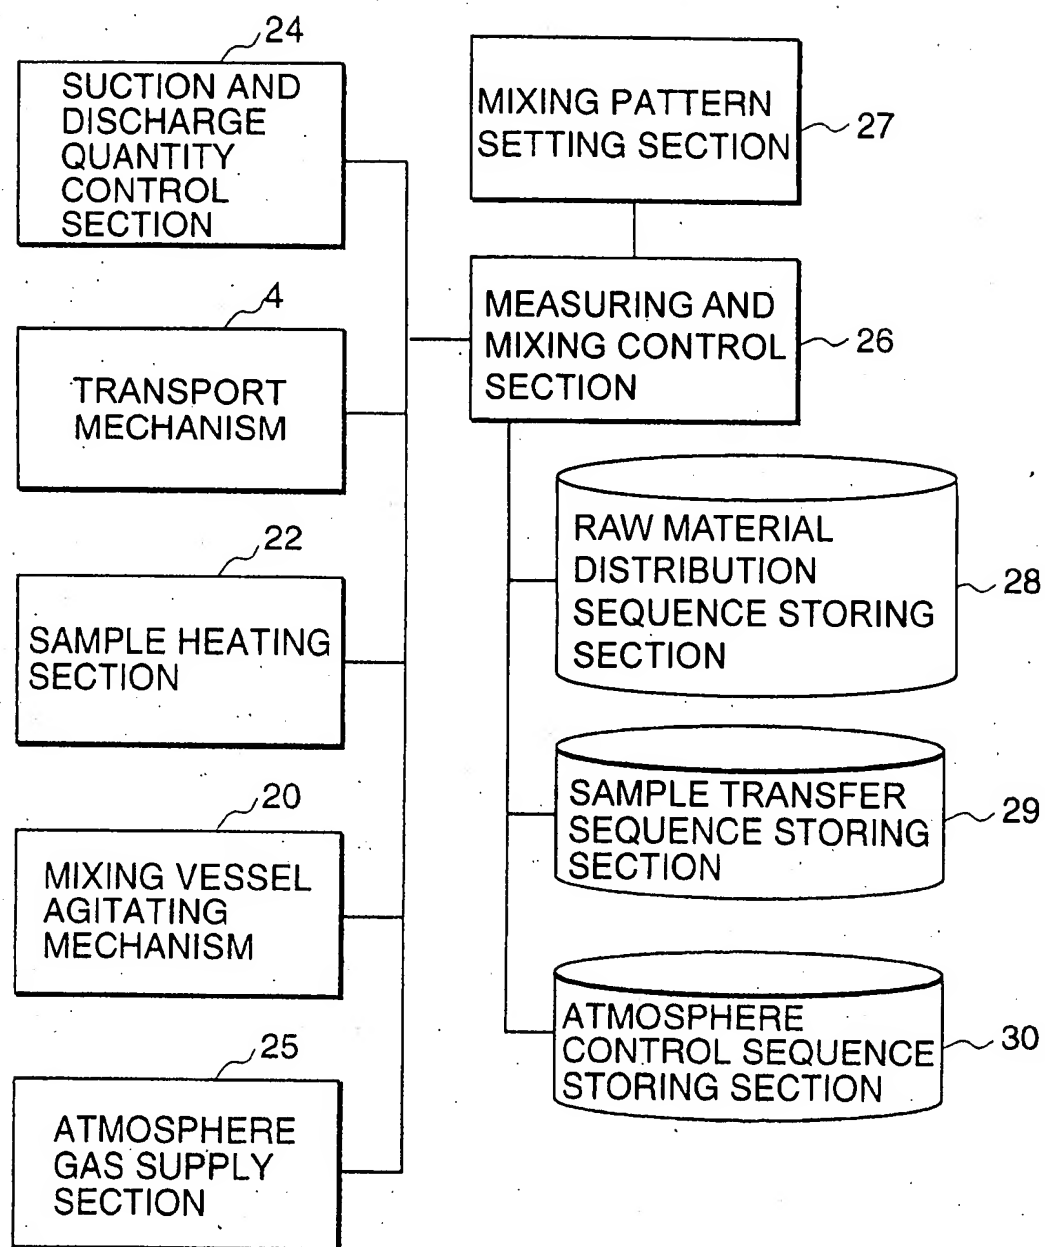 24
SUCTION AND
DISCHARGE
QUANTITY
CONTROL
SECTION
4
TRANSPORT
MECHANISM
22
SAMPLE HEATING
SECTION
20
MIXING VESSEL
AGITATING
MECHANISM
25
ATMOSPHERE
GAS SUPPLY
SECTION
MIXING PATTERN
SETTING SECTION
27
MEASURING AND
MIXING CONTROL
SECTION
26
RAW MATERIAL
DISTRIBUTION
SEQUENCE STORING
SECTION
28
SAMPLE TRANSFER
SEQUENCE STORING
SECTION
29
ATMOSPHERE
CONTROL SEQUENCE
STORING SECTION
30